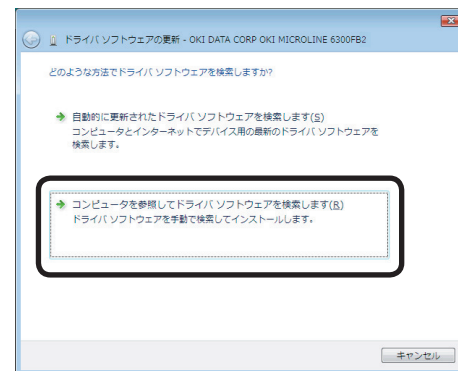 ドライバ ソフトウェアの更新 - OKI DATA CORP OKI MICROLINE 6300FB2
どのような方法でドライバ ソフトウェアを検索しますか?
自動的に更新されたドライバ ソフトウェアを検索します(S)
コンピュータとインターネットでデバイス用の最新のドライバ ソフトウェアを
検索します。
コンピュータを参照してドライバ ソフトウェアを検索します(R)
ドライバ ソフトウェアを手動で検索してインストールします。
キャンセル